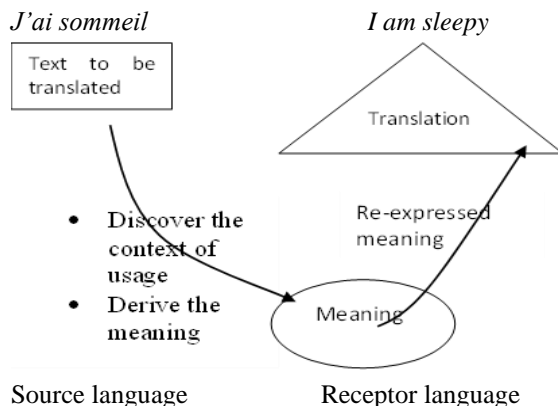 J'ai sommeil
I am sleepy
Text to be
translated
Translation
• Discover the
context of
usage
• Derive the
meaning
Re-expressed
meaning
Meaning
Source language
Receptor language